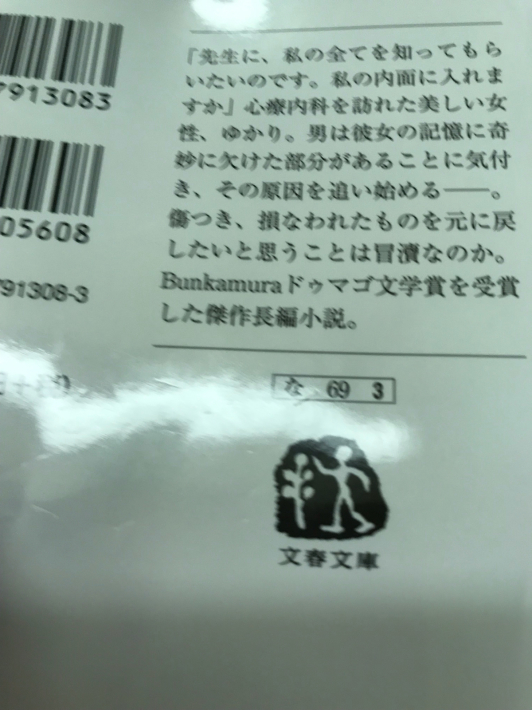 「先生に、私の全てを知ってもら
いたいのです。私の内面に入れま
すか」心療内科を訪れた美しい女
性、ゆかり。男は彼女の記憶に奇
妙に欠けた部分があることに気付
き、その原因を追い始める――。
傷つき、損なわれたものを元に戻
したいと思うことは冒瀆なのか。
Bunkamuraドゥマゴ文学賞を受賞
した傑作長編小説。
7913083
05608
791308-3
な 69 3
文春文庫